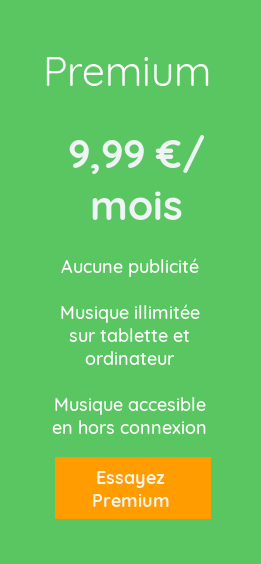 Premium
9,99 €/
mois
Aucune publicité
Musique illimitée
sur tablette et
ordinateur
Musique accesible
en hors connexion
Essayez
Premium